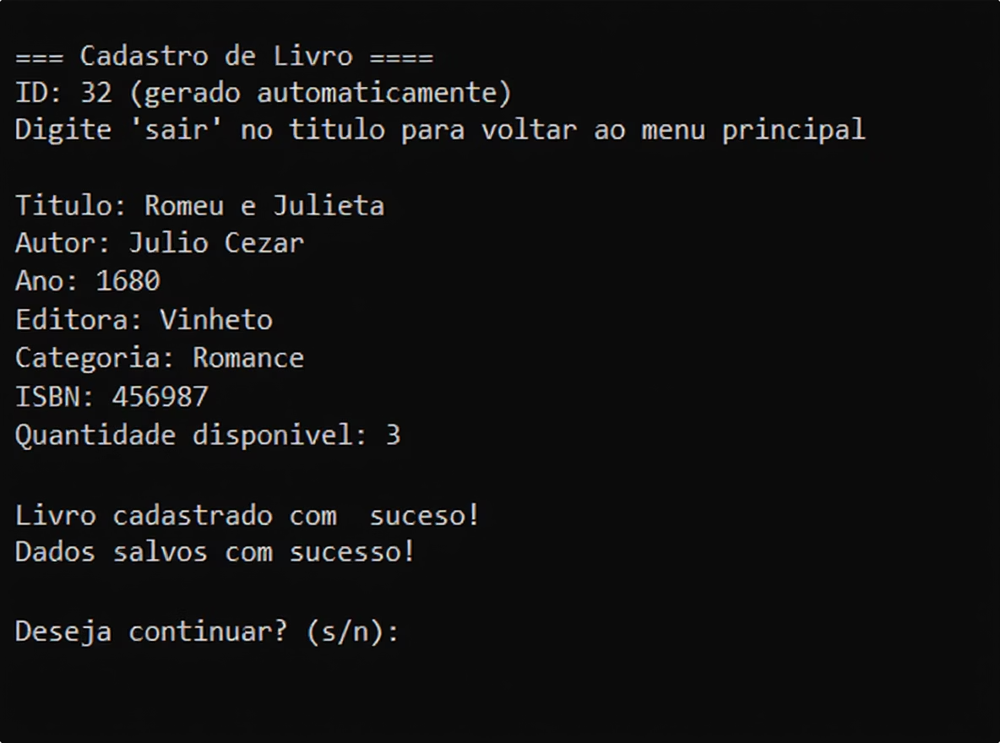 === Cadastro de Livro ====
ID: 32 (gerado automaticamente)
Digite 'sair' no titulo para voltar ao menu principal
Titulo: Romeu e Julieta
Autor: Julio Cezar
Ano: 1680
Editora: Vinheto
Categoria: Romance
ISBN: 456987
Quantidade disponivel: 3
Livro cadastrado com  suceso!
Dados salvos com sucesso!
Deseja continuar? (s/n):